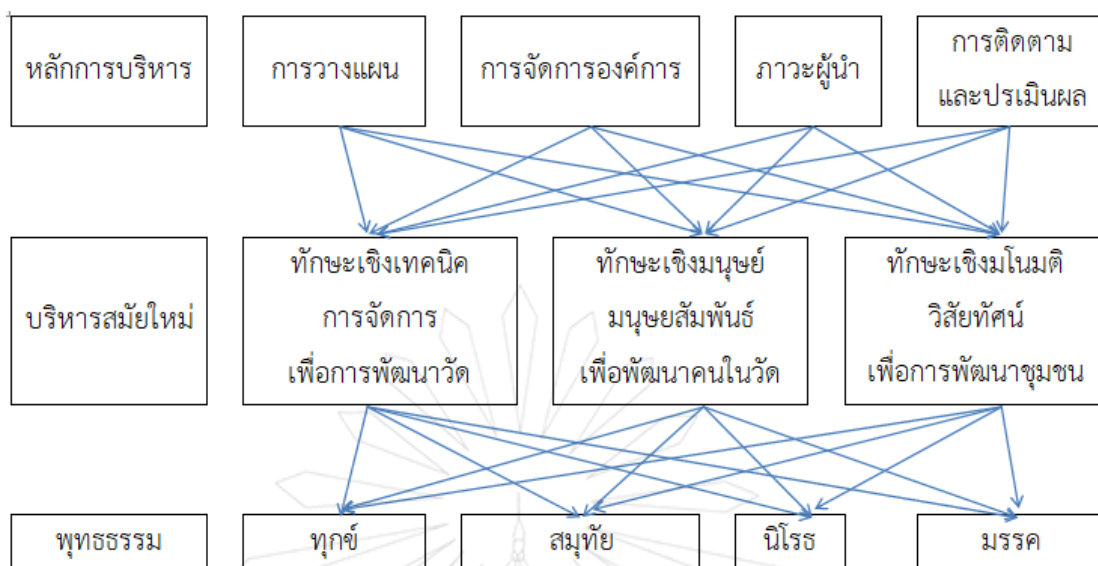 หลักการบริหาร
การวางแผน
การจัดการองค์การ
ภาวะผู้นำ
การติดตาม
และปรเมินผล
บริหารสมัยใหม่
ทักษะเชิงเทคนิค
การจัดการ
เพื่อการพัฒนาวัด
ทักษะเชิงมนุษย์
มนุษยสัมพันธ์
เพื่อพัฒนาคนในวัด
ทักษะเชิงมโนมติ
วิสัยทัศน์
เพื่อการพัฒนาชุมชน
พุทธธรรม
ทุกข์
สมุทัย
นิโรธ
มรรค